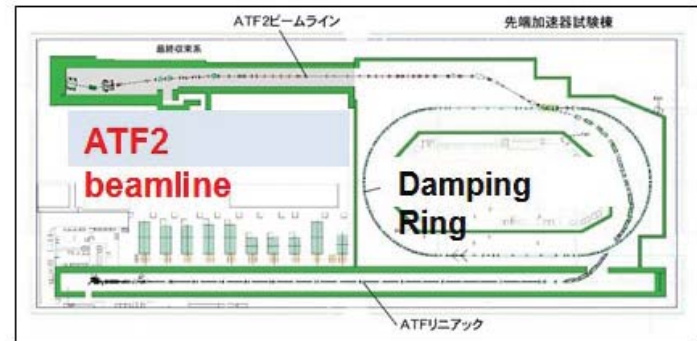 ATF2ビームライン
先端加速器試験棟
最終収束系
ATF2
beamline
Damping
Ring
ATFリニアック